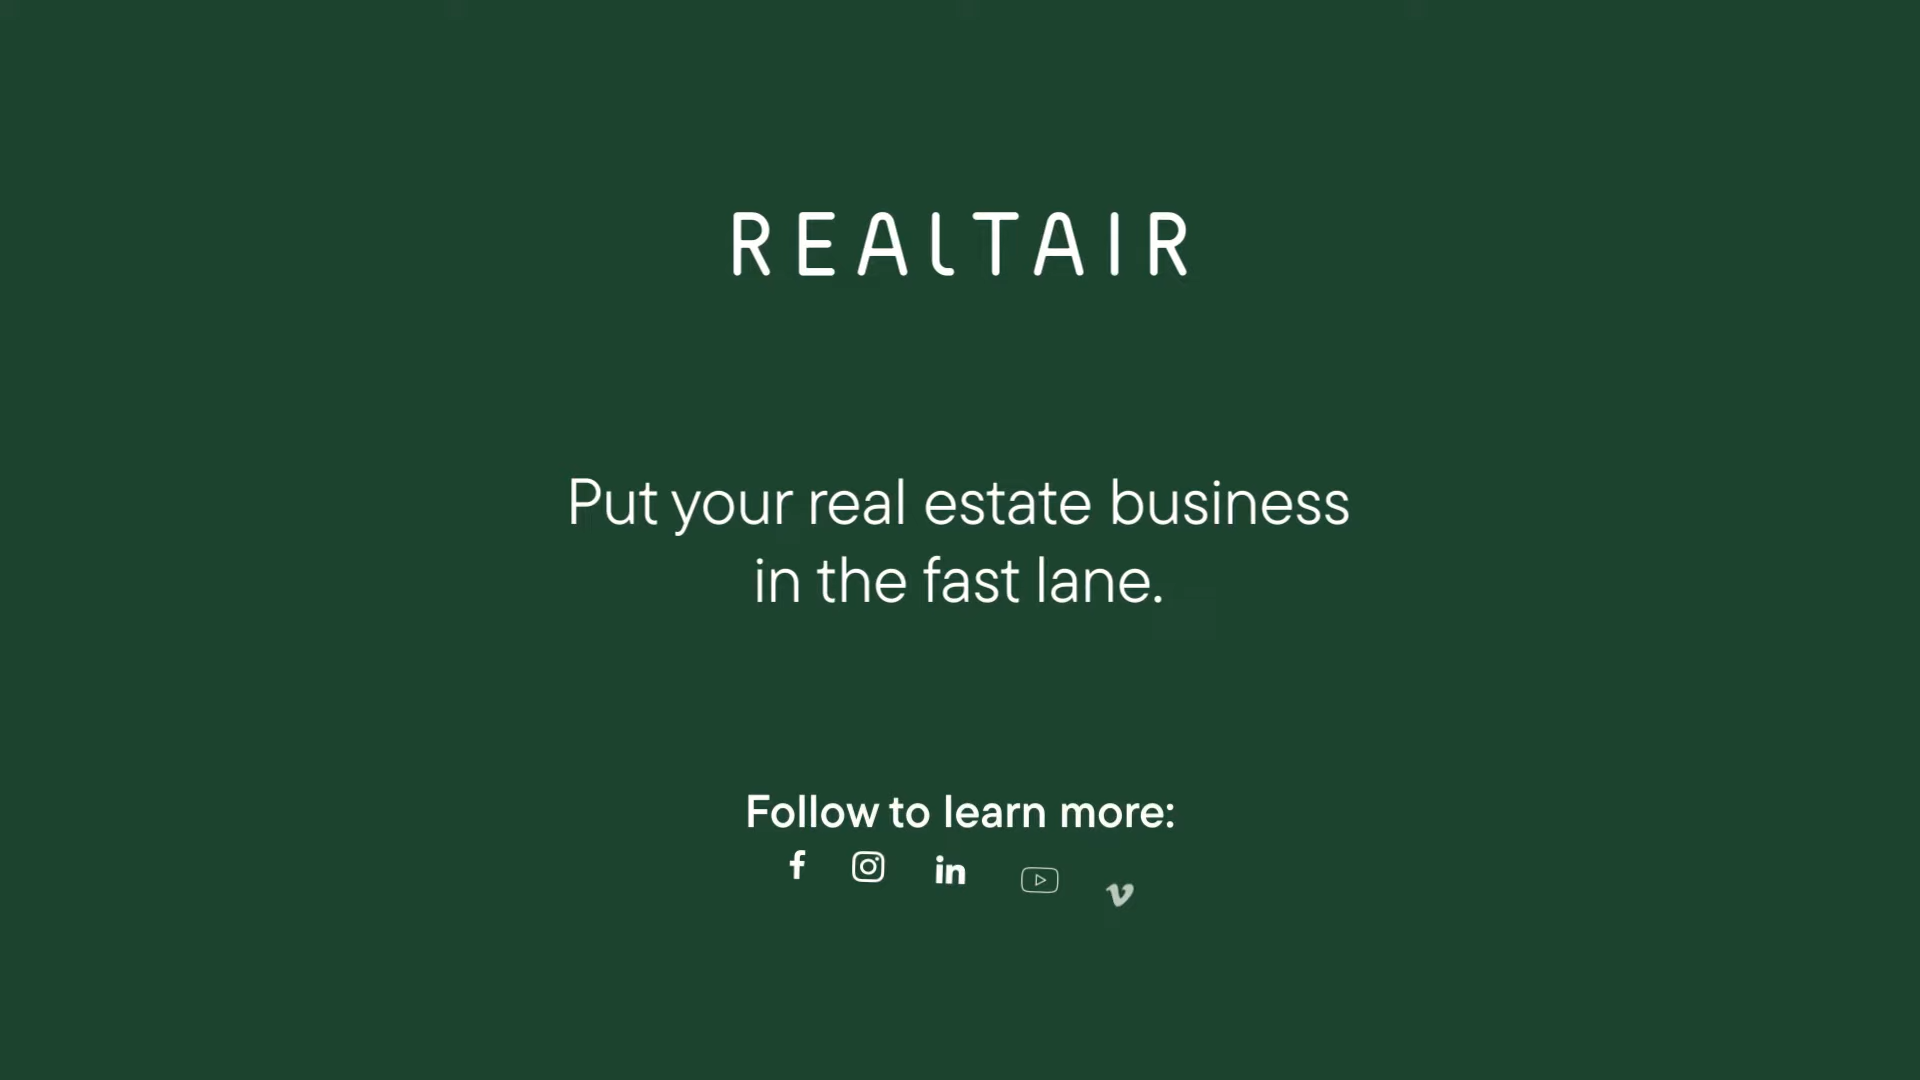 REALTAIR
Put your real estate business
in the fast lane.
Follow to learn more: